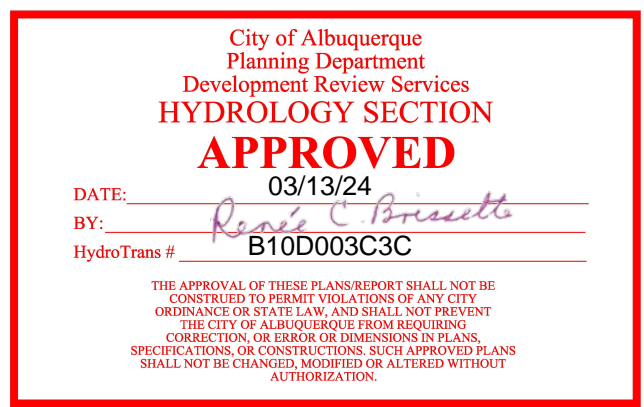 City of Albuquerque
Planning Department
Development Review Services
HYDROLOGY SECTION
APPROVED
DATE: 03/13/24
BY: Renée C. Brissette
HydroTrans # B10D003C3C
THE APPROVAL OF THESE PLANS/REPORT SHALL NOT BE
CONSTRUED TO PERMIT VIOLATIONS OF ANY CITY
ORDINANCE OR STATE LAW, AND SHALL NOT PREVENT
THE CITY OF ALBUQUERQUE FROM REQUIRING
CORRECTION, OR ERROR OR DIMENSIONS IN PLANS,
SPECIFICATIONS, OR CONSTRUCTIONS. SUCH APPROVED PLANS
SHALL NOT BE CHANGED, MODIFIED OR ALTERED WITHOUT
AUTHORIZATION.